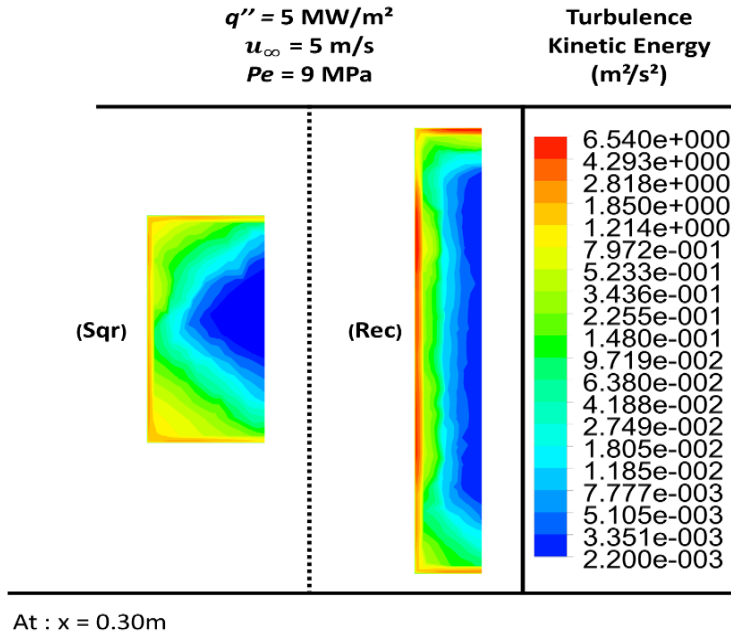 q″ = 5 MW/m²
u∞ = 5 m/s
Pe = 9 MPa
Turbulence
Kinetic Energy
(m²/s²)
(Sqr)
(Rec)
6.540e+000
4.293e+000
2.818e+000
1.850e+000
1.214e+000
7.972e-001
5.233e-001
3.436e-001
2.255e-001
1.480e-001
9.719e-002
6.380e-002
4.188e-002
2.749e-002
1.805e-002
1.185e-002
7.777e-003
5.105e-003
3.351e-003
2.200e-003
At : x = 0.30m